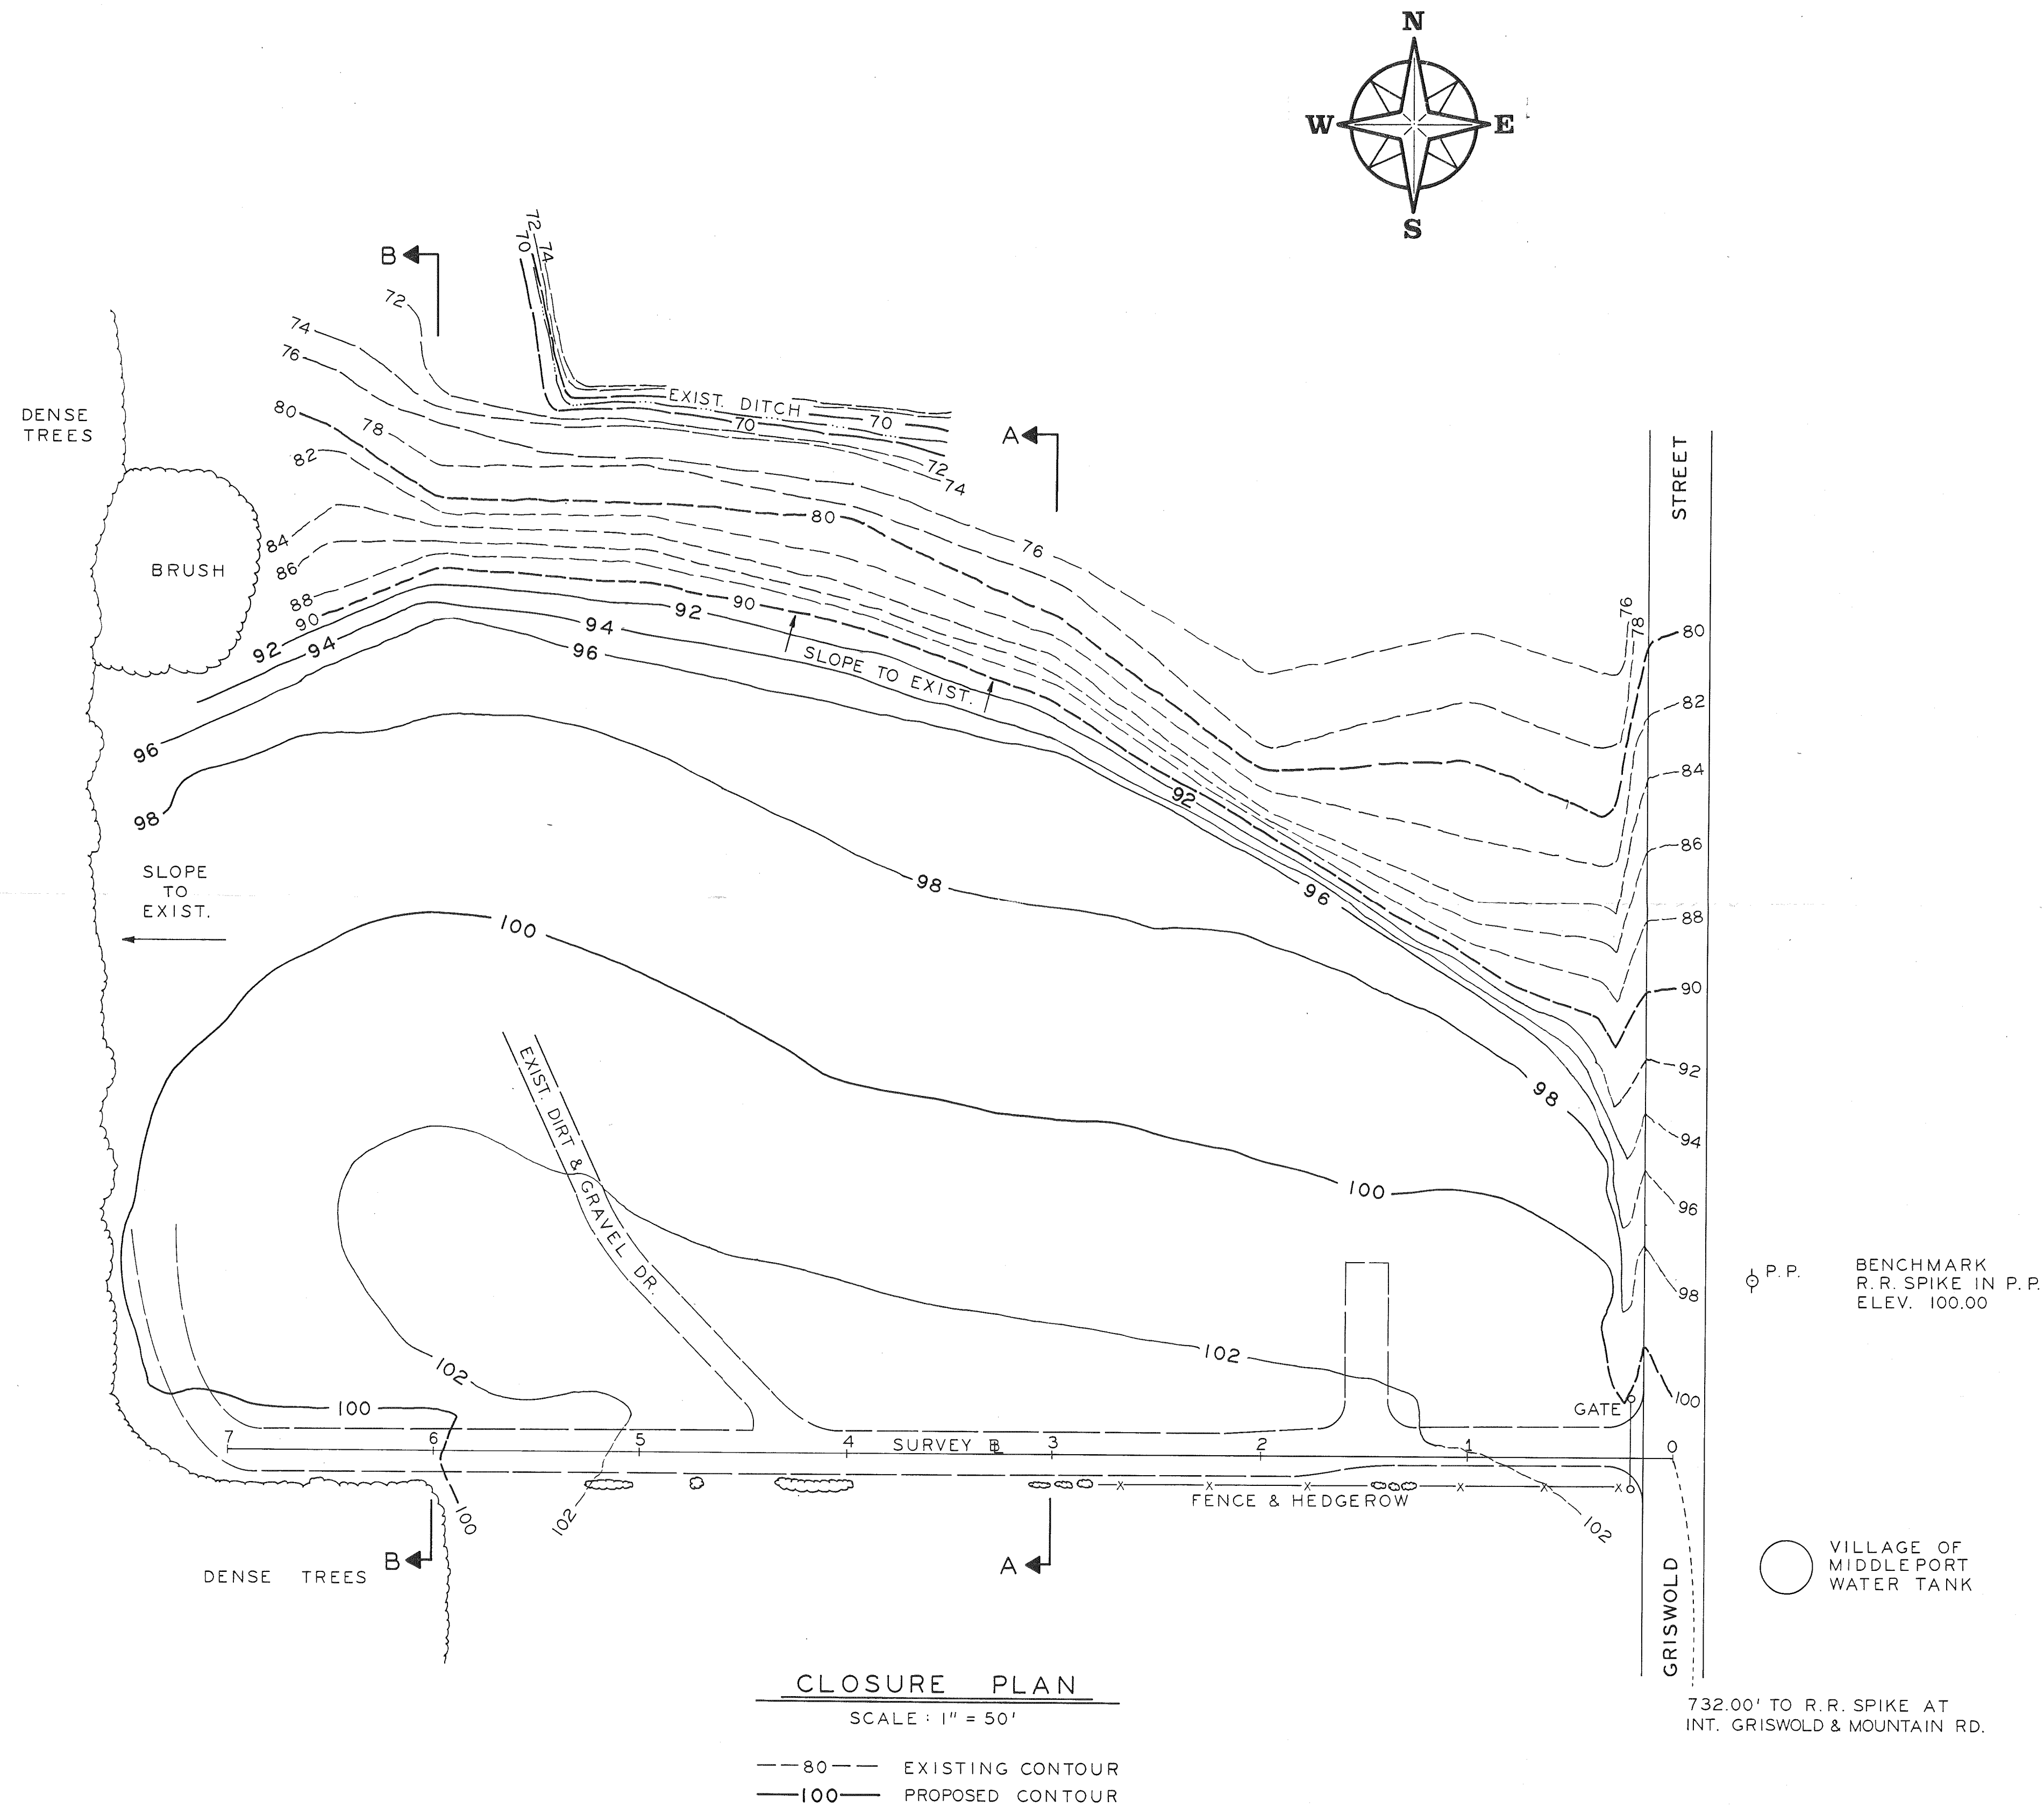 N
W E
S
B
72
70
74
72
74
76
DENSE
TREES
80
78
82
EXIST. DITCH
70
70
A
72
74
STREET
80
76
84
86
BRUSH
88
90
90
92
92
94
94
96
SLOPE TO EXIST.
76
78
80
82
96
98
84
92
86
SLOPE
TO
EXIST.
98
96
88
100
90
EXIST. DIRT & GRAVEL DR.
98
92
94
100
96
98
P.P.
BENCHMARK
R.R. SPIKE IN P.P.
ELEV. 100.00
102
102
100
GATE
100
7 6 5 4 SURVEY B 3 2 1 0
100
102
FENCE & HEDGEROW
102
B
A
DENSE TREES
GRISWOLD
VILLAGE OF
MIDDLEPORT
WATER TANK
CLOSURE PLAN
SCALE : 1" = 50'
732.00' TO R.R. SPIKE AT
INT. GRISWOLD & MOUNTAIN RD.
80 EXISTING CONTOUR
100 PROPOSED CONTOUR